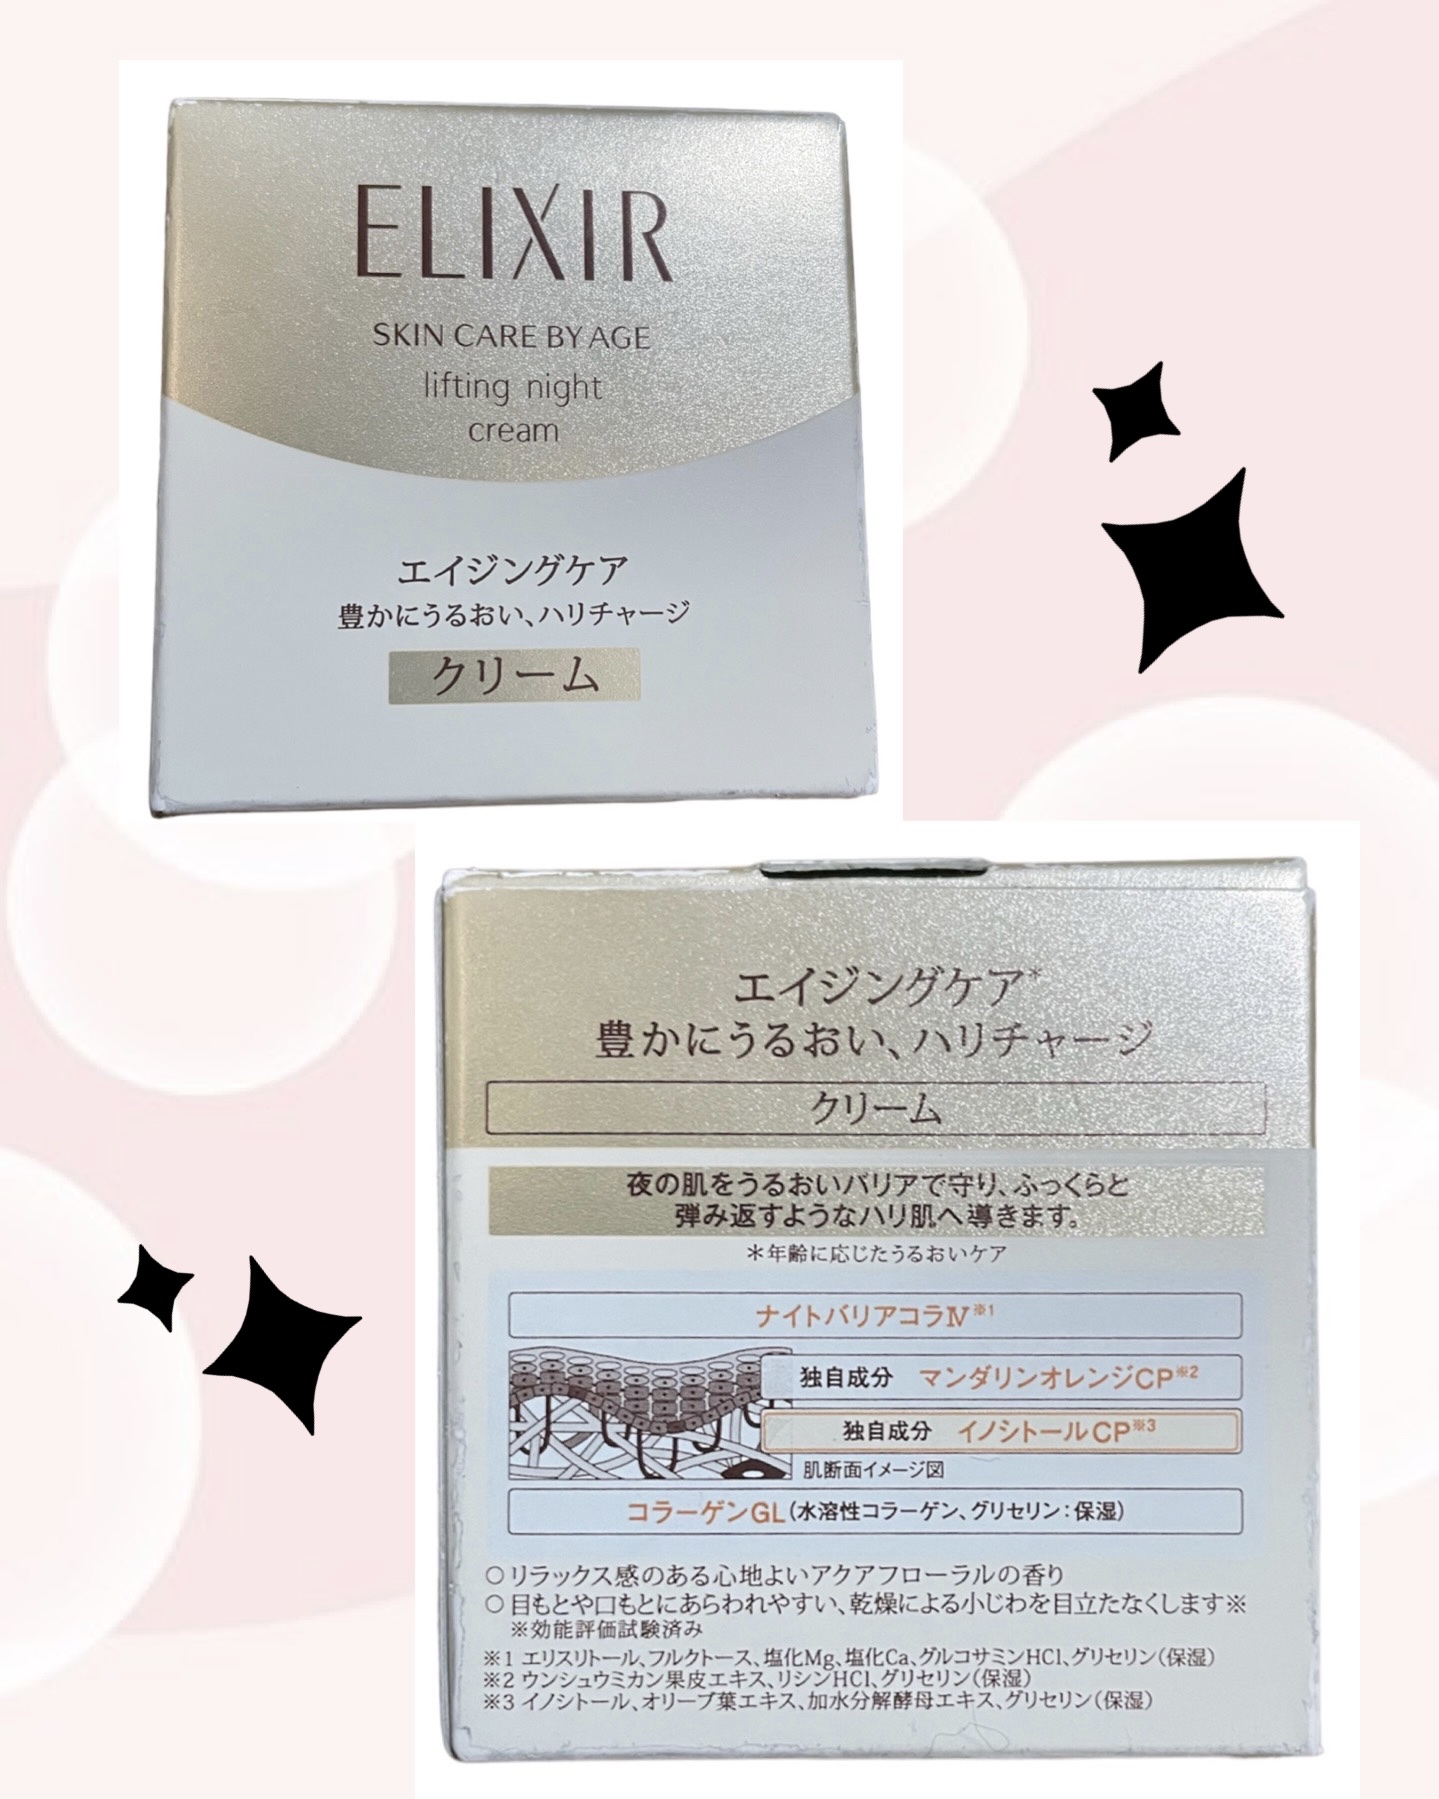 ELIXIR
SKIN CARE BY AGE
lifting night
cream
エイジングケア
豊かにうるおい、ハリチャージ
クリーム
エイジングケア*
豊かにうるおい、ハリチャージ
クリーム
夜の肌をうるおいバリアで守り、ふっくらと
弾み返すようなハリ肌へ導きます。
＊年齢に応じたうるおいケア
ナイトバリアコラⅣ※1
独自成分 マンダリンオレンジCP※2
独自成分 イノシトールCP※3
肌断面イメージ図
コラーゲンGL(水溶性コラーゲン、グリセリン：保湿)
○リラックス感のある心地よいアクアフローラルの香り
○目もとや口もとにあらわれやすい、乾燥による小じわを目立たなくします※
※効能評価試験済み
※1 エリスリトール、フルクトース、塩化Mg、塩化Ca、グルコサミンHCl、グリセリン(保湿)
※2 ウンシュウミカン果皮エキス、リシンHCl、グリセリン(保湿)
※3 イノシトール、オリーブ葉エキス、加水分解酵母エキス、グリセリン(保湿)